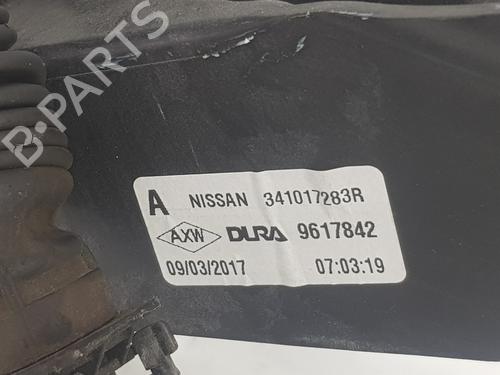 B-PARTS
A NISSAN 341017283R
AXW DURA 9617842
09/03/2017 07:03:19